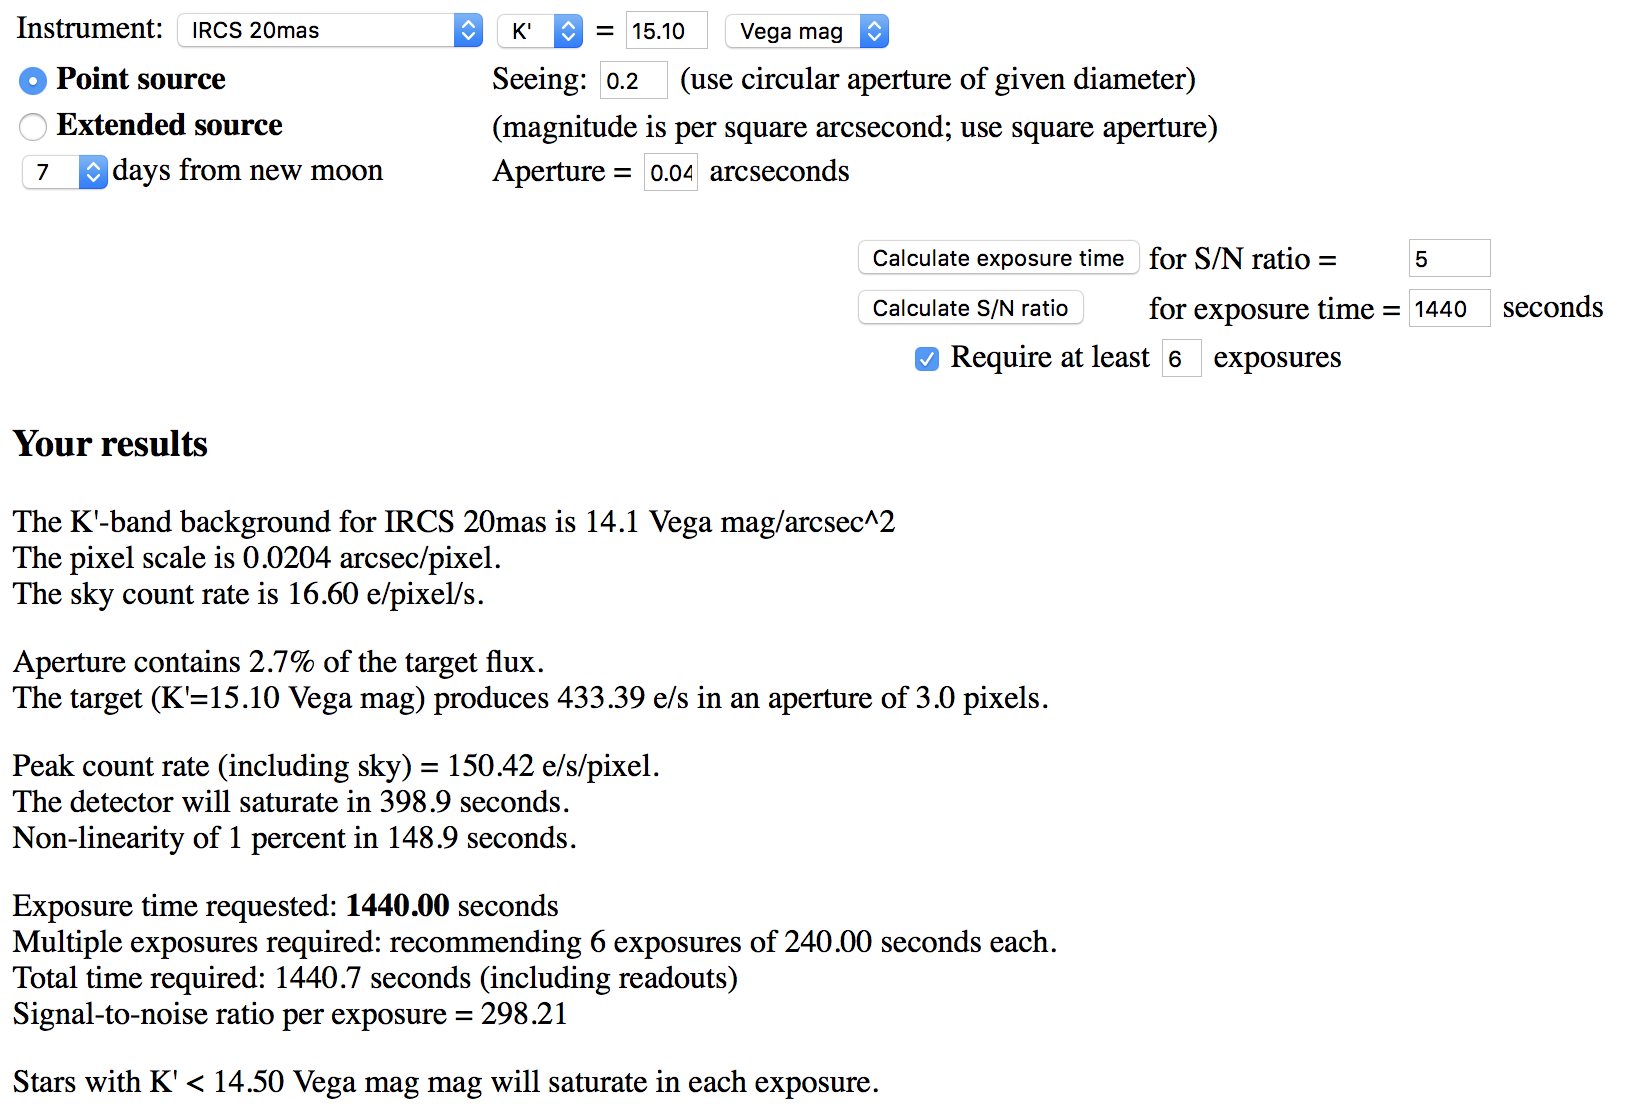 Instrument: IRCS 20mas K' = 15.10 Vega mag
Point source Seeing: 0.2 (use circular aperture of given diameter)
Extended source (magnitude is per square arcsecond; use square aperture)
7 days from new moon Aperture = 0.04 arcseconds
Calculate exposure time for S/N ratio = 5
Calculate S/N ratio for exposure time = 1440 seconds
Require at least 6 exposures
Your results
The K'-band background for IRCS 20mas is 14.1 Vega mag/arcsec^2
The pixel scale is 0.0204 arcsec/pixel.
The sky count rate is 16.60 e/pixel/s.
Aperture contains 2.7% of the target flux.
The target (K'=15.10 Vega mag) produces 433.39 e/s in an aperture of 3.0 pixels.
Peak count rate (including sky) = 150.42 e/s/pixel.
The detector will saturate in 398.9 seconds.
Non-linearity of 1 percent in 148.9 seconds.
Exposure time requested: 1440.00 seconds
Multiple exposures required: recommending 6 exposures of 240.00 seconds each.
Total time required: 1440.7 seconds (including readouts)
Signal-to-noise ratio per exposure = 298.21
Stars with K' < 14.50 Vega mag mag will saturate in each exposure.